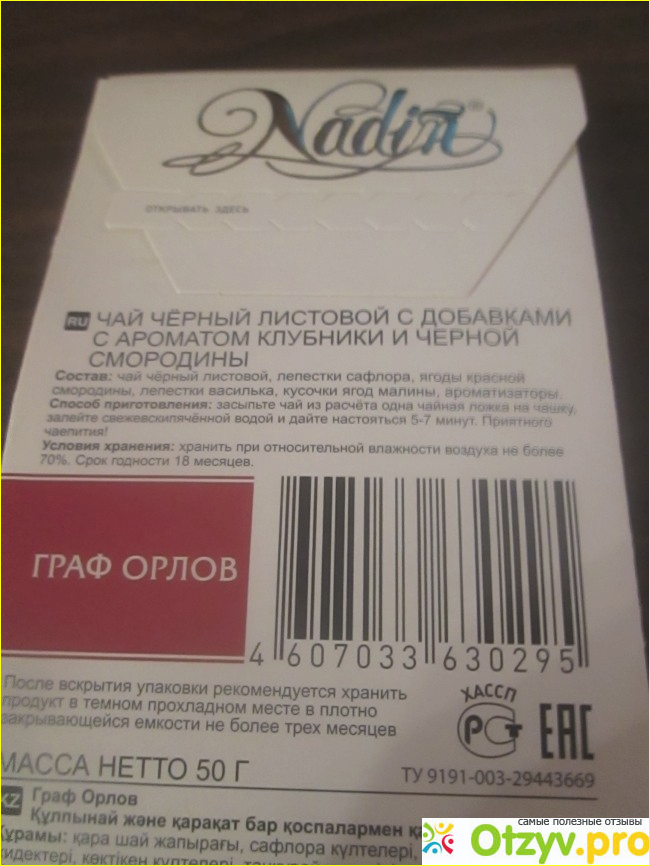 Nadin®
ОТКРЫВАТЬ ЗДЕСЬ
RU ЧАЙ ЧЁРНЫЙ ЛИСТОВОЙ С ДОБАВКАМИ
С АРОМАТОМ КЛУБНИКИ И ЧЕРНОЙ
СМОРОДИНЫ
Состав: чай чёрный листовой, лепестки сафлора, ягоды красной
смородины, лепестки василька, кусочки ягод малины, ароматизаторы.
Способ приготовления: засыпьте чай из расчёта одна чайная ложка на чашку,
залейте свежевскипячённой водой и дайте настояться 5-7 минут. Приятного
чаепития!
Условия хранения: хранить при относительной влажности воздуха не более
70%. Срок годности 18 месяцев.
ГРАФ ОРЛОВ
4 607033 630295
После вскрытия упаковки рекомендуется хранить
продукт в темном прохладном месте в плотно
закрывающейся емкости не более трех месяцев
ХАССП
РСТ
EAC
МАССА НЕТТО 50 Г
ТУ 9191-003-29443669
KZ Граф Орлов
Құлпынай және қарақат бар қоспалармен
Құрамы: қара шай жапырағы, сафлора күлтелері,
самые полезные отзывы
Otzyv.pro